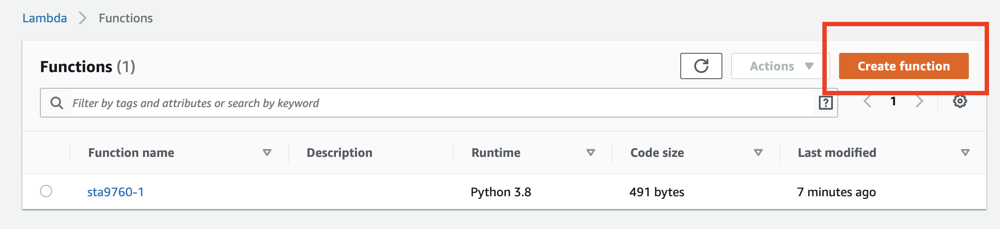 Lambda > Functions
Functions (1)
Actions
Create function
Filter by tags and attributes or search by keyword
?
1
Function name
Description
Runtime
Code size
Last modified
sta9760-1
Python 3.8
491 bytes
7 minutes ago